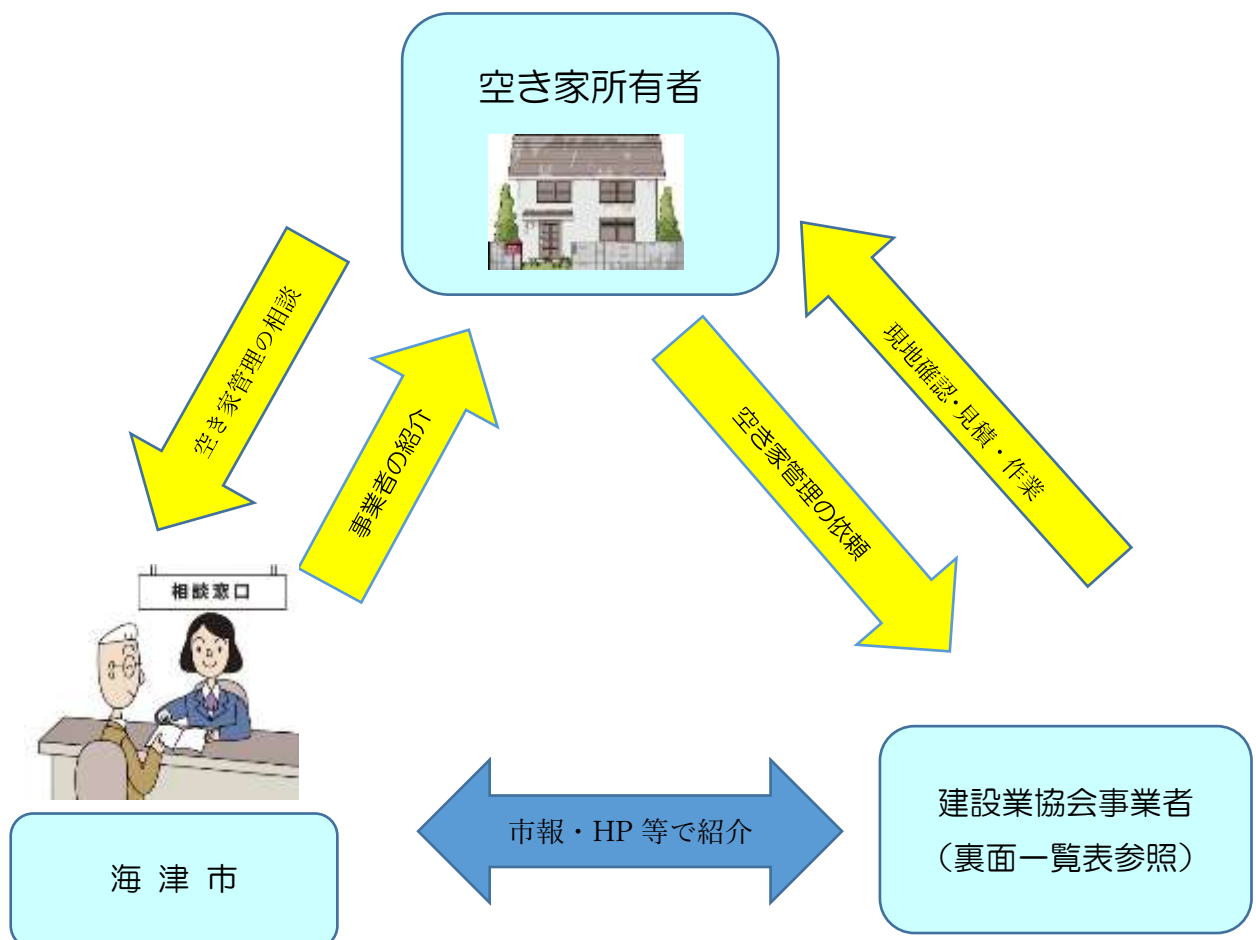 空き家所有者
空き家管理の相談
事業者の紹介
空き家管理の依頼
現地確認・見積・作業
相談窓口
市報・HP 等で紹介
海 津 市
建設業協会事業者
（裏面一覧表参照）